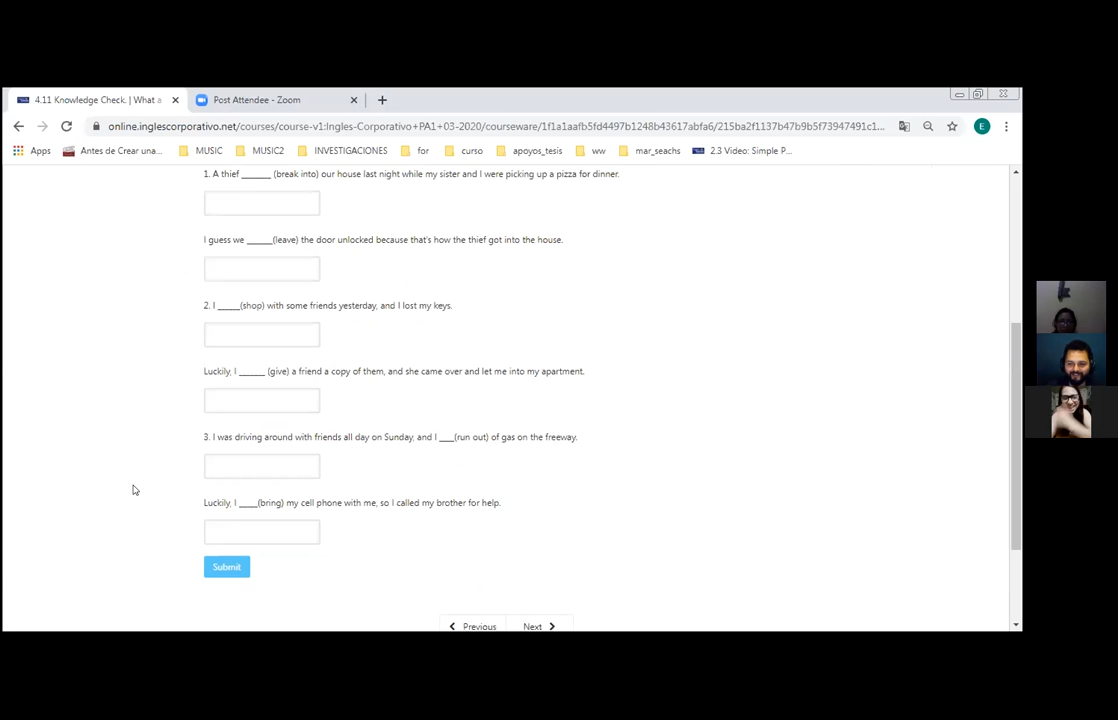 4.11 Knowledge Check. | What a
Post Attendee - Zoom
online.inglescorporativo.net/courses/course-v1:Ingles-Corporativo+PA1+03-2020/courseware/1f1a1aafb5fd4497b1248b43617abfa6/215ba2f1137b47b9b5f73947491c1...
E
Apps Antes de Crear una... MUSIC MUSIC2 INVESTIGACIONES for curso apoyos_tesis ww mar_seachs 2.3 Video: Simple P...
1. A thief ______ (break into) our house last night while my sister and I were picking up a pizza for dinner.
I guess we _____(leave) the door unlocked because that's how the thief got into the house.
2. I ____(shop) with some friends yesterday, and I lost my keys.
Luckily, I _____ (give) a friend a copy of them, and she came over and let me into my apartment.
3. I was driving around with friends all day on Sunday, and I ___(run out) of gas on the freeway.
Luckily, I ____(bring) my cell phone with me, so I called my brother for help.
Submit
Previous Next